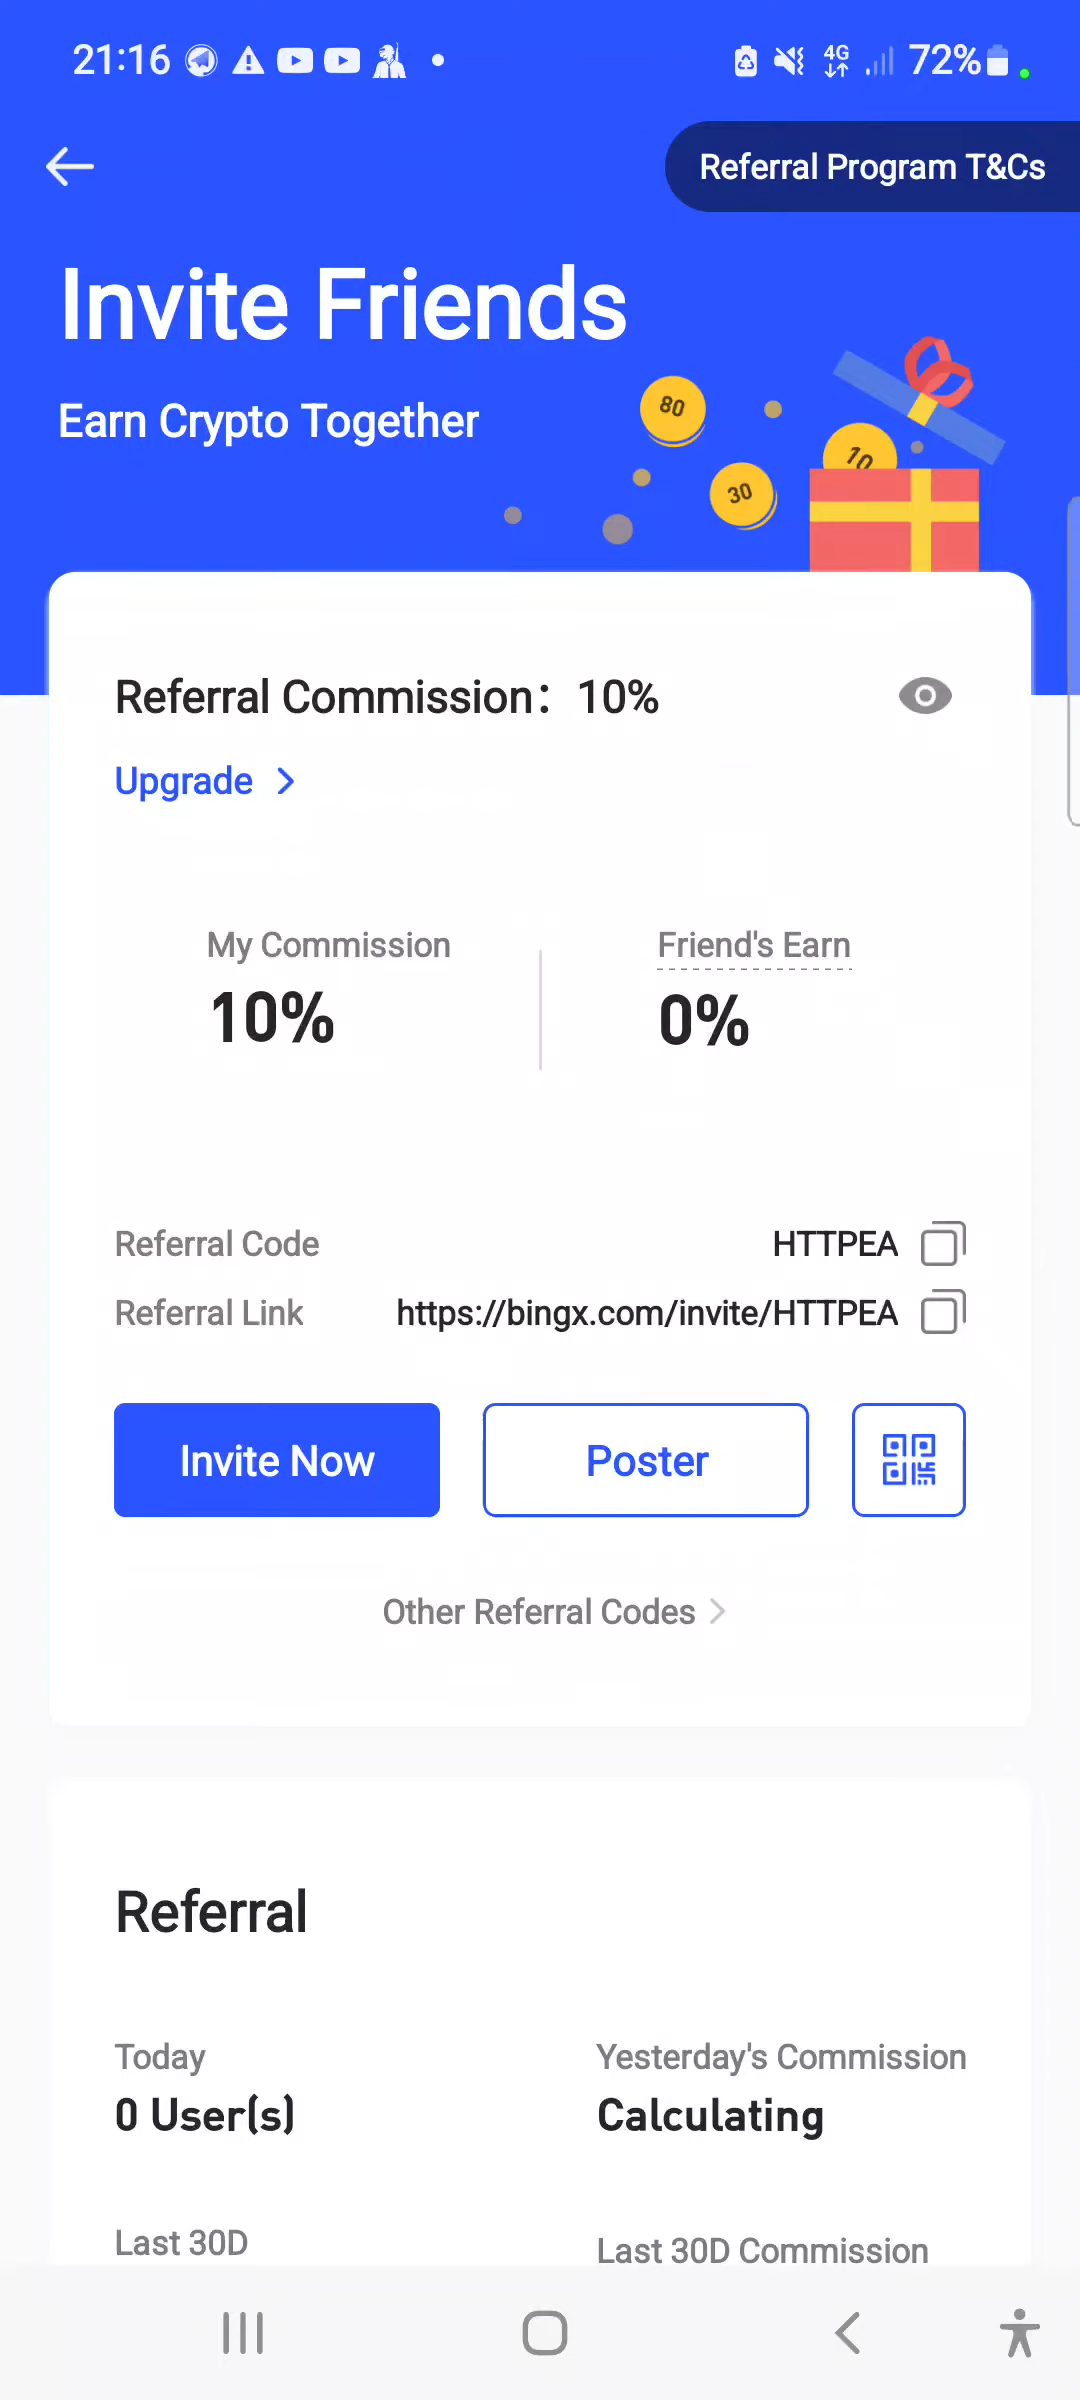 21:16 4G 72%
Referral Program T&Cs
Invite Friends
Earn Crypto Together
80
10
30
Referral Commission: 10%
Upgrade >
My Commission Friend's Earn
10% 0%
Referral Code HTTPEA
Referral Link https://bingx.com/invite/HTTPEA
Invite Now Poster
Other Referral Codes >
Referral
Today Yesterday's Commission
0 User(s) Calculating
Last 30D Last 30D Commission